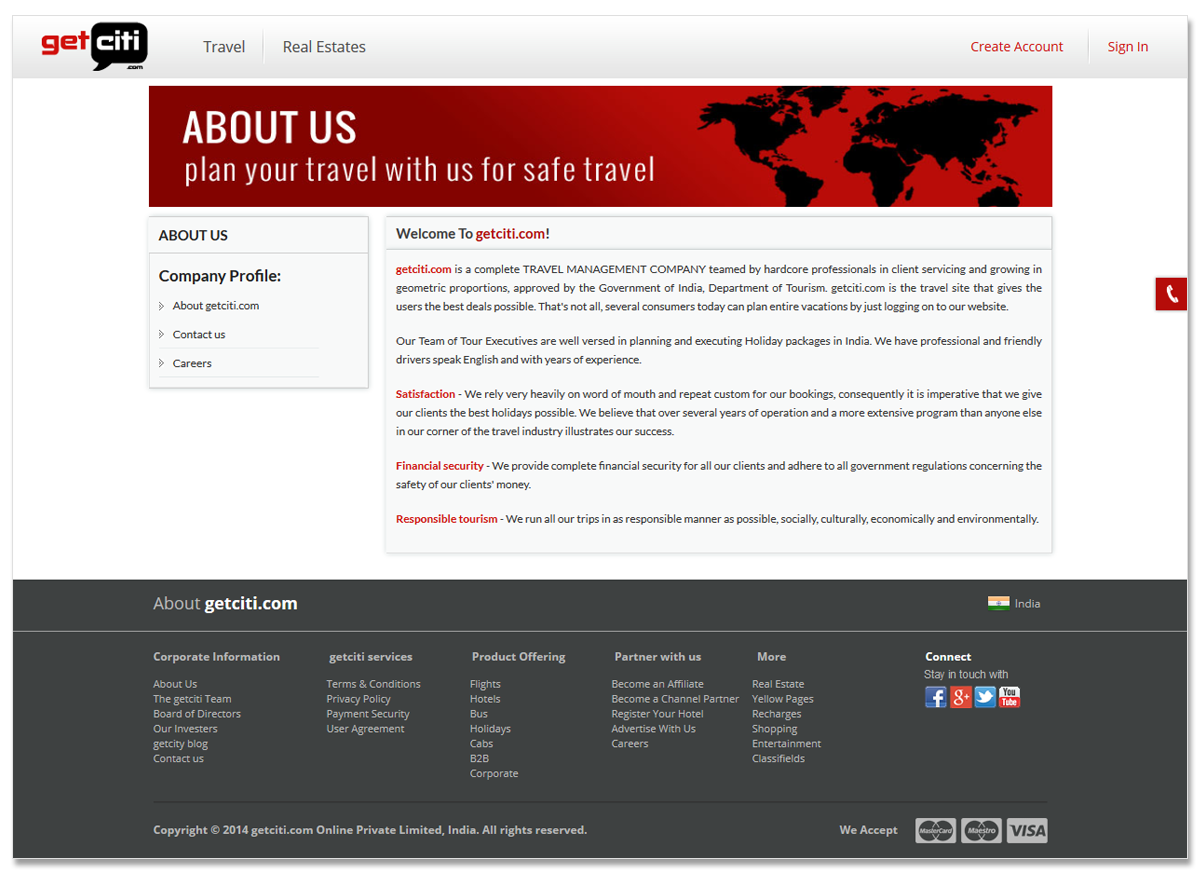 getciti
.com
Travel
Real Estates
Create Account
Sign In
ABOUT US
plan your travel with us for safe travel
ABOUT US
Company Profile:
About getciti.com
Contact us
Careers
Welcome To getciti.com!
getciti.com is a complete TRAVEL MANAGEMENT COMPANY teamed by hardcore professionals in client servicing and growing in
geometric proportions, approved by the Government of India, Department of Tourism. getciti.com is the travel site that gives the
users the best deals possible. That's not all, several consumers today can plan entire vacations by just logging on to our website.
Our Team of Tour Executives are well versed in planning and executing Holiday packages in India. We have professional and friendly
drivers speak English and with years of experience.
Satisfaction - We rely very heavily on word of mouth and repeat custom for our bookings, consequently it is imperative that we give
our clients the best holidays possible. We believe that over several years of operation and a more extensive program than anyone else
in our corner of the travel industry illustrates our success.
Financial security - We provide complete financial security for all our clients and adhere to all government regulations concerning the
safety of our clients' money.
Responsible tourism - We run all our trips in as responsible manner as possible, socially, culturally, economically and environmentally.
About getciti.com
India
Corporate Information
About Us
The getciti Team
Board of Directors
Our Investers
getcity blog
Contact us
getciti services
Terms & Conditions
Privacy Policy
Payment Security
User Agreement
Product Offering
Flights
Hotels
Bus
Holidays
Cabs
B2B
Corporate
Partner with us
Become an Affiliate
Become a Channel Partner
Register Your Hotel
Advertise With Us
Careers
More
Real Estate
Yellow Pages
Recharges
Shopping
Entertainment
Classifields
Connect
Stay in touch with
You
Tube
Copyright © 2014 getciti.com Online Private Limited, India. All rights reserved.
We Accept
MasterCard
Maestro
VISA